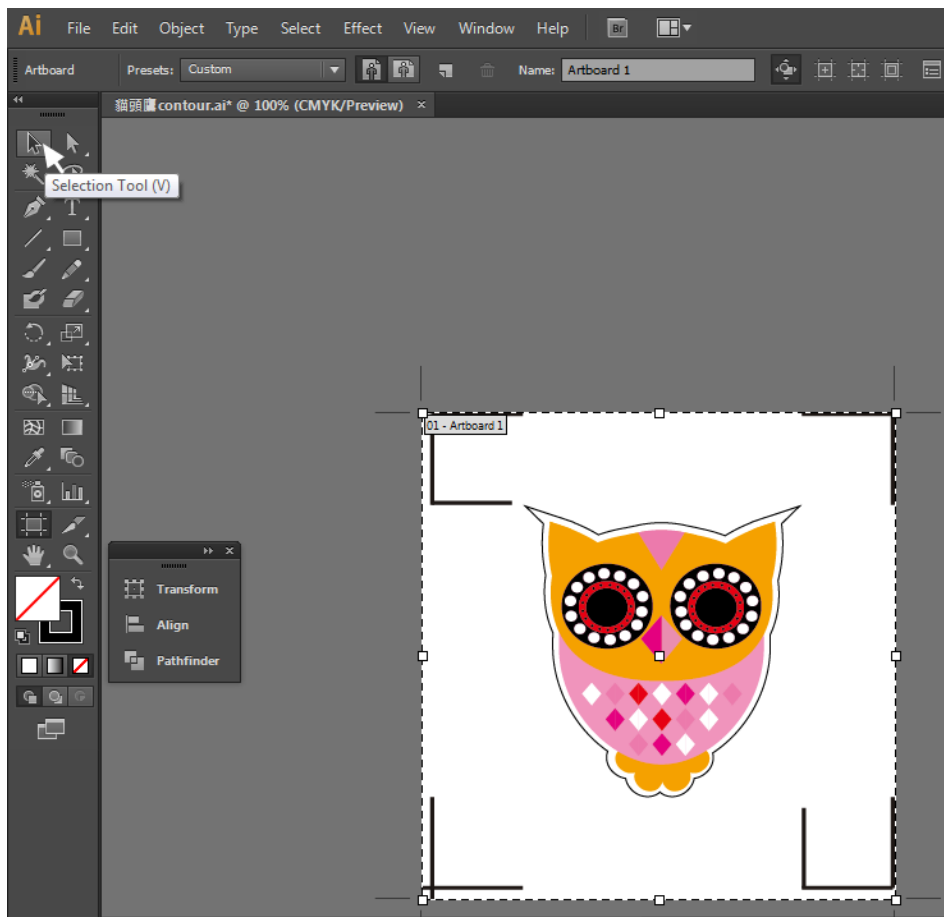 Ai File Edit Object Type Select Effect View Window Help Br
Artboard Presets: Custom Name: Artboard 1
貓頭鷹contour.ai* @ 100% (CMYK/Preview) ×
Selection Tool (V)
01 - Artboard 1
Transform
Align
Pathfinder